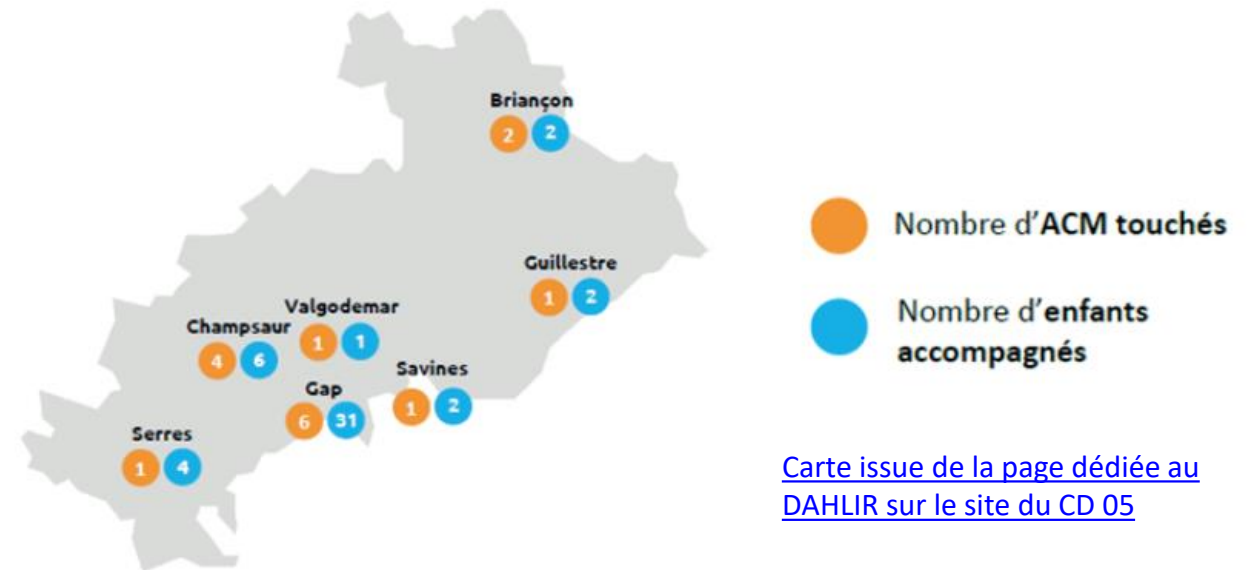 Briançon
2 2
Guillestre
1 2
Valgodemar
1 1
Champsaur
4 6
Savines
1 2
Gap
6 31
Serres
1 4
Nombre d'ACM touchés
Nombre d'enfants
accompagnés
Carte issue de la page dédiée au
DAHLIR sur le site du CD 05